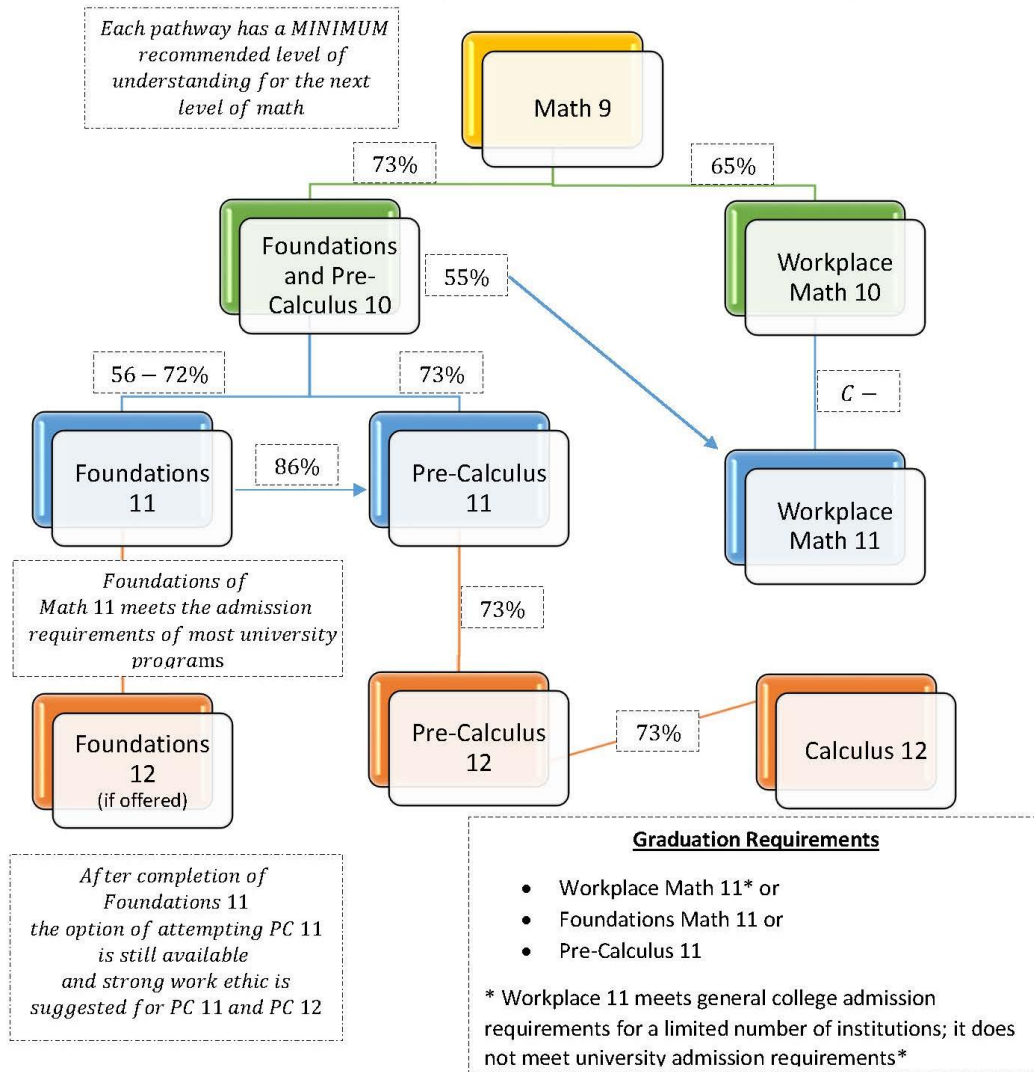 Each pathway has a MINIMUM
recommended level of
understanding for the next
level of math
Math 9
73%
65%
Foundations
and Pre-
Calculus 10
55%
Workplace
Math 10
56 – 72%
73%
C –
Foundations
11
86%
Pre-Calculus
11
Workplace
Math 11
Foundations of
Math 11 meets the admission
requirements of most university
programs
73%
Foundations
12
(if offered)
Pre-Calculus
12
73%
Calculus 12
After completion of
Foundations 11
the option of attempting PC 11
is still available
and strong work ethic is
suggested for PC 11 and PC 12
Graduation Requirements
• Workplace Math 11* or
• Foundations Math 11 or
• Pre-Calculus 11
* Workplace 11 meets general college admission
requirements for a limited number of institutions; it does
not meet university admission requirements*